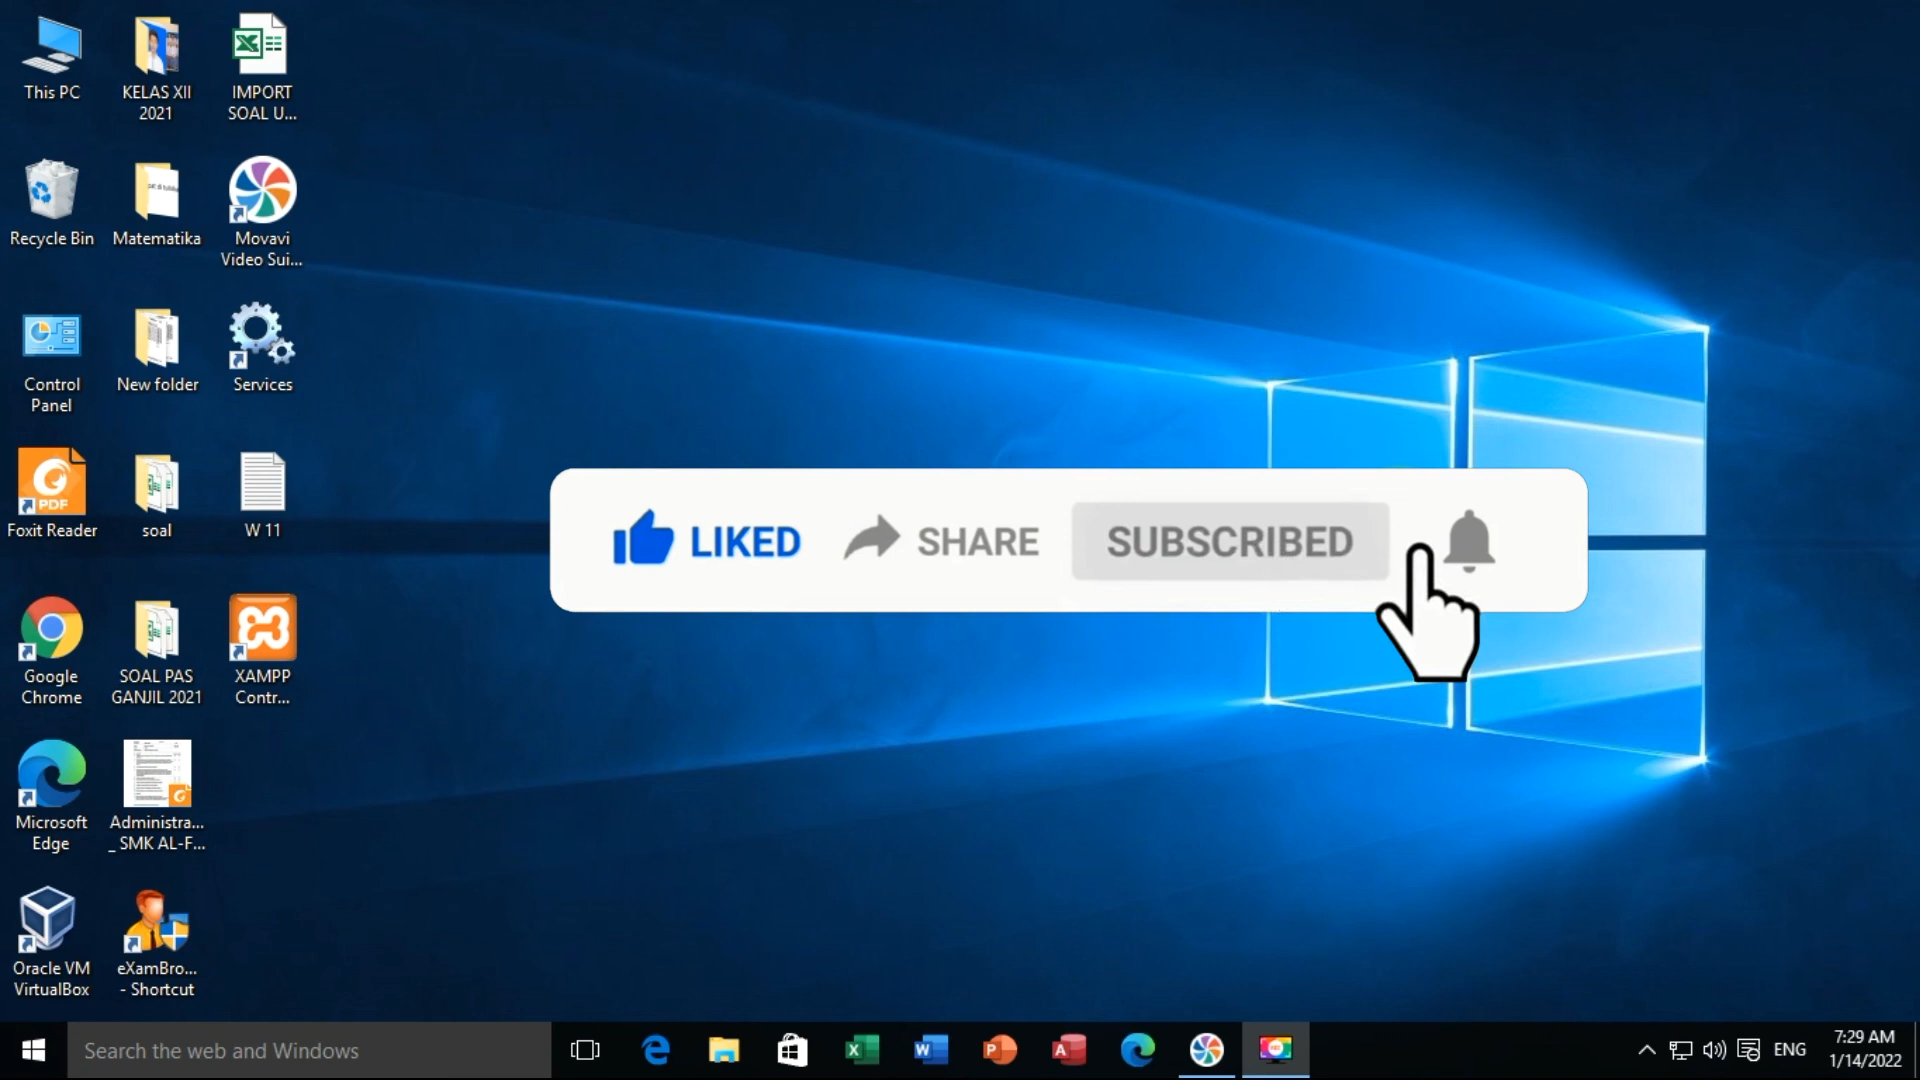 This PC
KELAS XII
2021
IMPORT
SOAL U...
Recycle Bin
Matematika
Movavi
Video Sui...
Control
Panel
New folder
Services
PDF
Foxit Reader
soal
W 11
LIKED
SHARE
SUBSCRIBED
Google
Chrome
SOAL PAS
GANJIL 2021
XAMPP
Contr...
Microsoft
Edge
Administra...
_ SMK AL-F...
Oracle VM
VirtualBox
eXamBro...
- Shortcut
Search the web and Windows
ENG
7:29 AM
1/14/2022